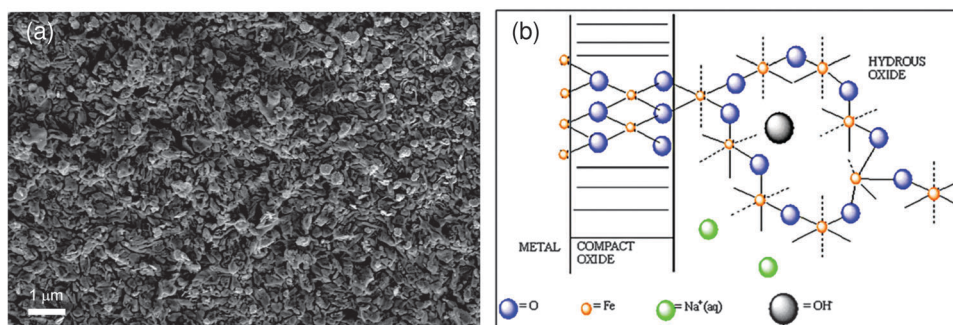 (a)
1 μm
(b)
HYDROUS
OXIDE
METAL
COMPACT
OXIDE
= O
= Fe
= Na⁺(aq)
= OH⁻